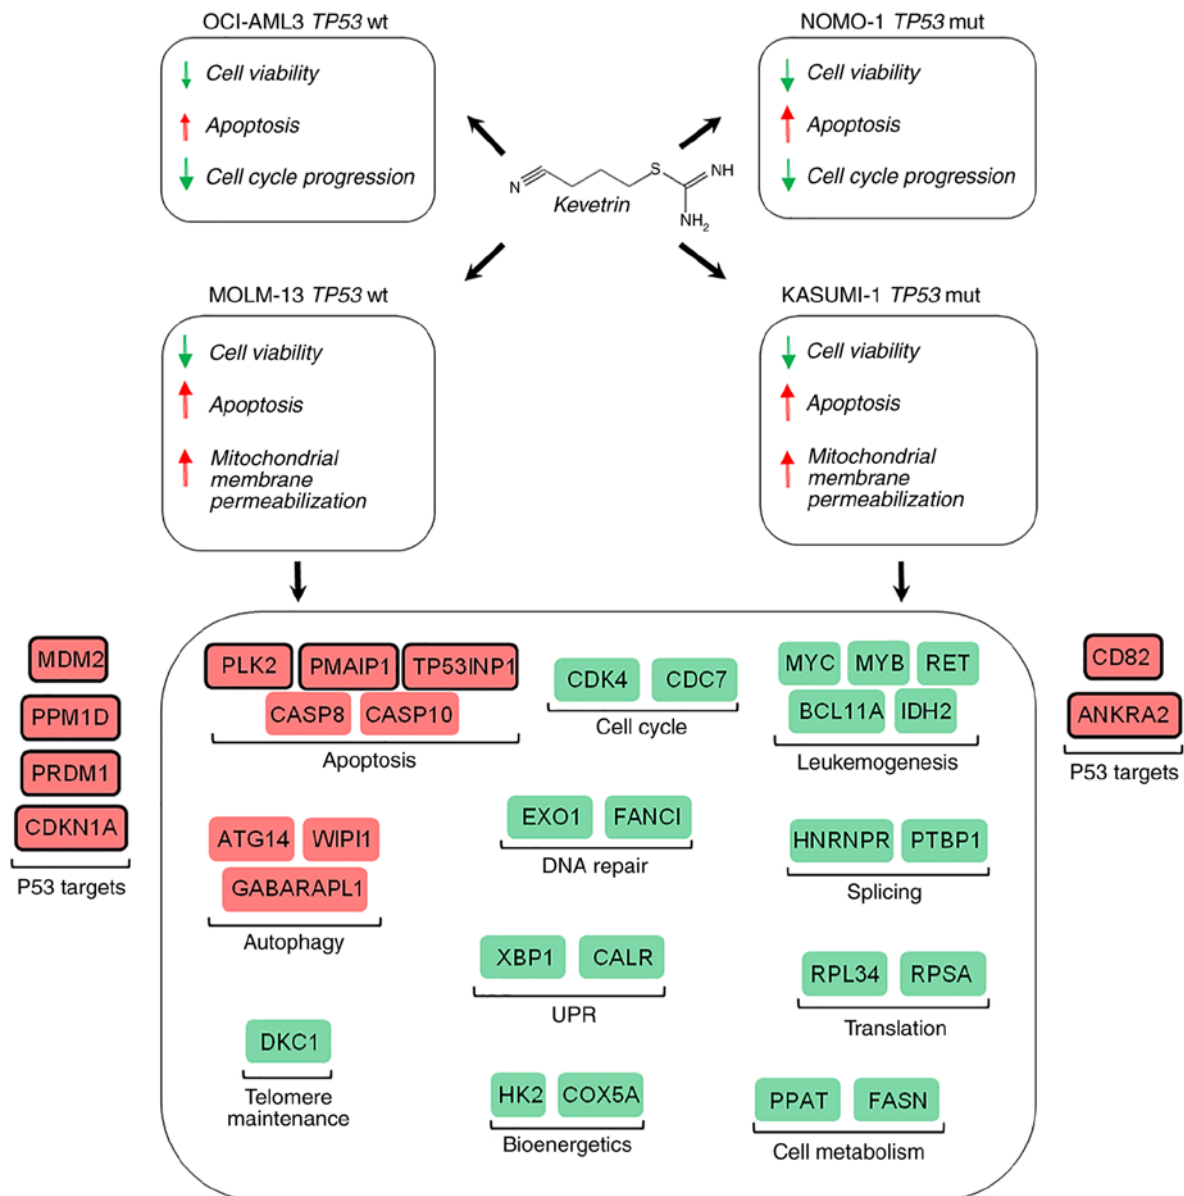 OCI-AML3 TP53 wt
Cell viability
Apoptosis
Cell cycle progression
NOMO-1 TP53 mut
Cell viability
Apoptosis
Cell cycle progression
N
S
NH
NH2
Kevetrin
MOLM-13 TP53 wt
Cell viability
Apoptosis
Mitochondrial
membrane
permeabilization
KASUMI-1 TP53 mut
Cell viability
Apoptosis
Mitochondrial
membrane
permeabilization
MDM2
PPM1D
PRDM1
CDKN1A
P53 targets
PLK2 PMAIP1 TP53INP1
CASP8 CASP10
Apoptosis
CDK4 CDC7
Cell cycle
MYC MYB RET
BCL11A IDH2
Leukemogenesis
CD82
ANKRA2
P53 targets
ATG14 WIPI1
GABARAPL1
Autophagy
EXO1 FANCI
DNA repair
HNRNPR PTBP1
Splicing
XBP1 CALR
UPR
RPL34 RPSA
Translation
DKC1
Telomere
maintenance
HK2 COX5A
Bioenergetics
PPAT FASN
Cell metabolism